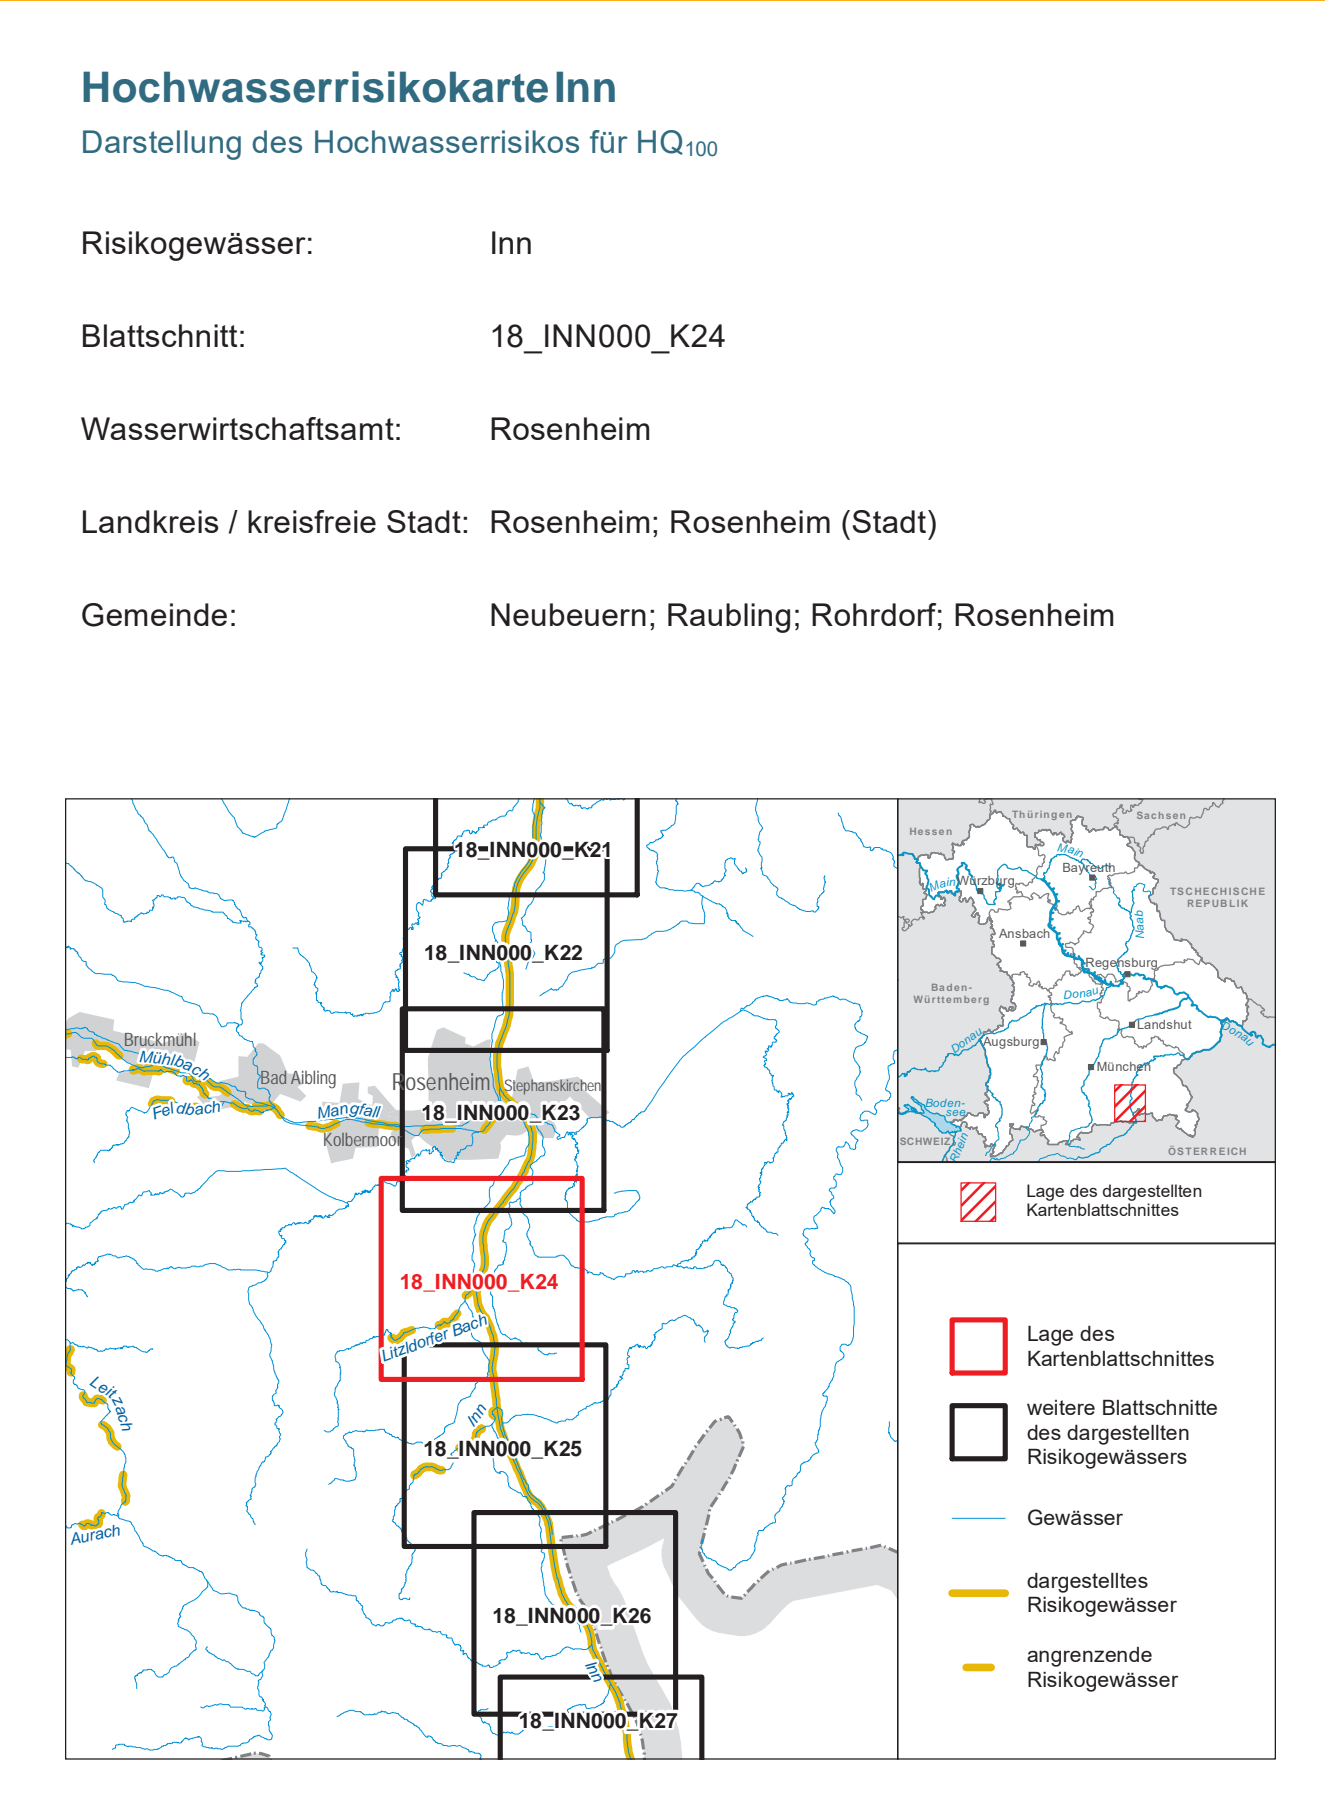 Hochwasserrisikokarte Inn
Darstellung des Hochwasserrisikos für HQ100
Risikogewässer: Inn
Blattschnitt: 18_INN000_K24
Wasserwirtschaftsamt: Rosenheim
Landkreis / kreisfreie Stadt: Rosenheim; Rosenheim (Stadt)
Gemeinde: Neubeuern; Raubling; Rohrdorf; Rosenheim
18_INN000_K21
18_INN000_K22
Bruckmühl
Mühlbach
Bad Aibling
Rosenheim
Stephanskirchen
Feldbach
Mangfall
18_INN000_K23
Kolbermoor
18_INN000_K24
Litzldorfer Bach
Leitzach
Inn
18_INN000_K25
Aurach
18_INN000_K26
Inn
18_INN000_K27
Thüringen
Sachsen
Hessen
Main
Bayreuth
Main
Würzburg
TSCHECHISCHE
REPUBLIK
Naab
Ansbach
Regensburg
Baden-
Württemberg
Donau
Landshut
Donau
Donau
Augsburg
München
Boden-
see
SCHWEIZ
Rhein
ÖSTERREICH
Lage des dargestellten
Kartenblattschnittes
Lage des
Kartenblattschnittes
weitere Blattschnitte
des dargestellten
Risikogewässers
Gewässer
dargestelltes
Risikogewässer
angrenzende
Risikogewässer